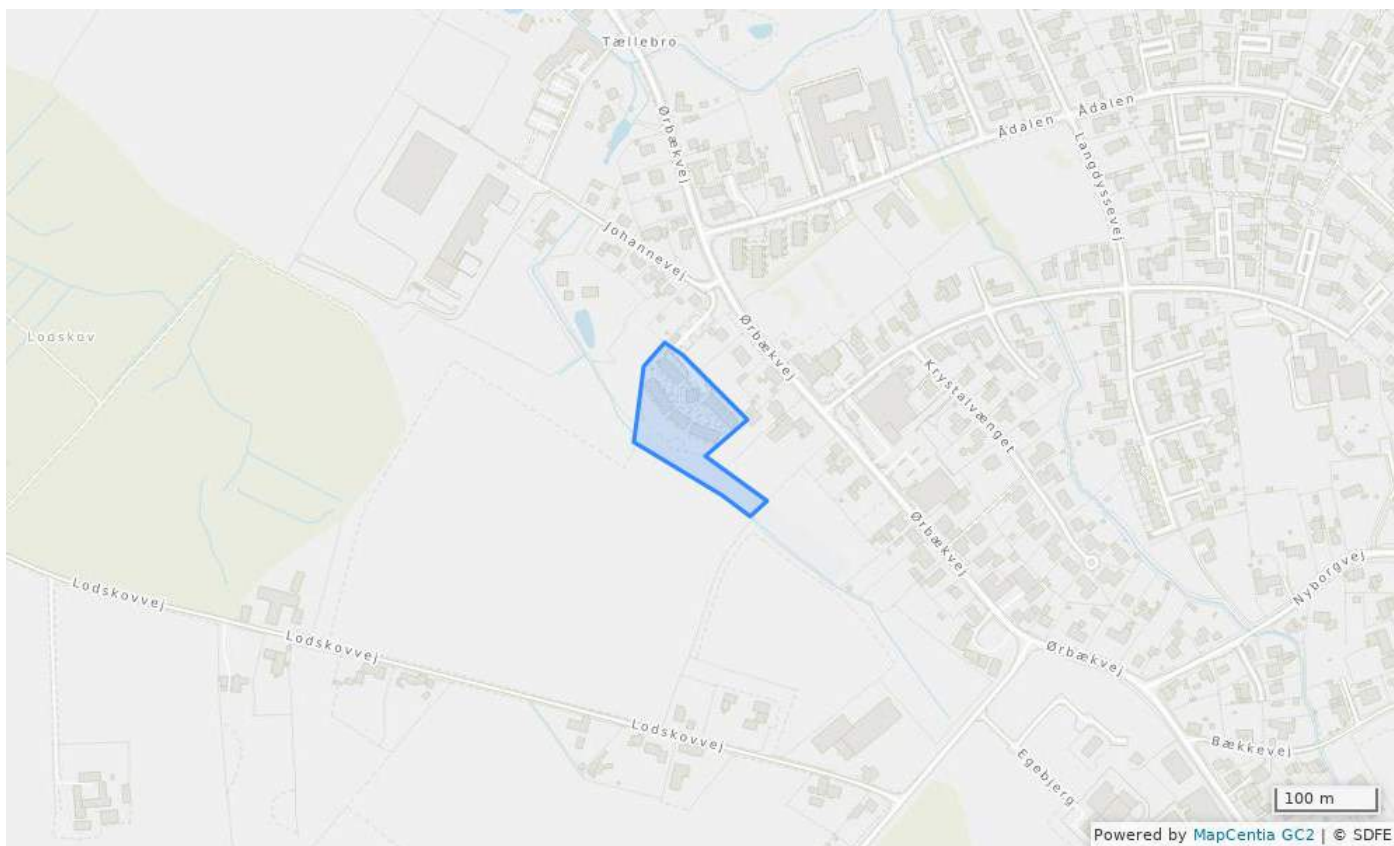 Tællebro
Ørbækvej
Ådalen
Ådalen
Langdyssevej
Johannevej
Lodskov
Ørbækvej
Krystalvænget
Ørbækvej
Nyborgvej
Lodskovvej
Lodskovvej
Ørbækvej
Lodskovvej
Bækkevej
Egebjerg
100 m
Powered by MapCentia GC2 | © SDFE